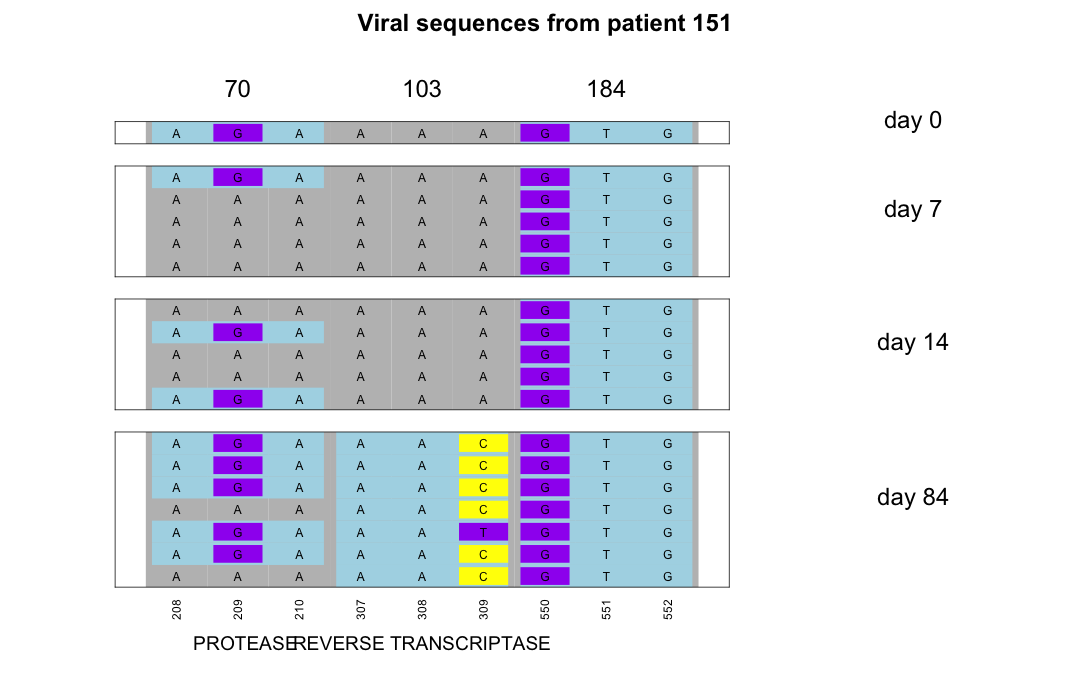 Viral sequences from patient 151
70 103 184
day 0
A G A A A A G T G
A G A A A A G T G
A A A A A A G T G
day 7
A A A A A A G T G
A A A A A A G T G
A A A A A A G T G
A A A A A A G T G
A G A A A A G T G
day 14
A A A A A A G T G
A A A A A A G T G
A G A A A A G T G
A G A A A C G T G
A G A A A C G T G
A G A A A C G T G
day 84
A A A A A C G T G
A G A A A T G T G
A G A A A C G T G
A A A A A C G T G
208 209 210 307 308 309 550 551 552
PROTEASE REVERSE TRANSCRIPTASE